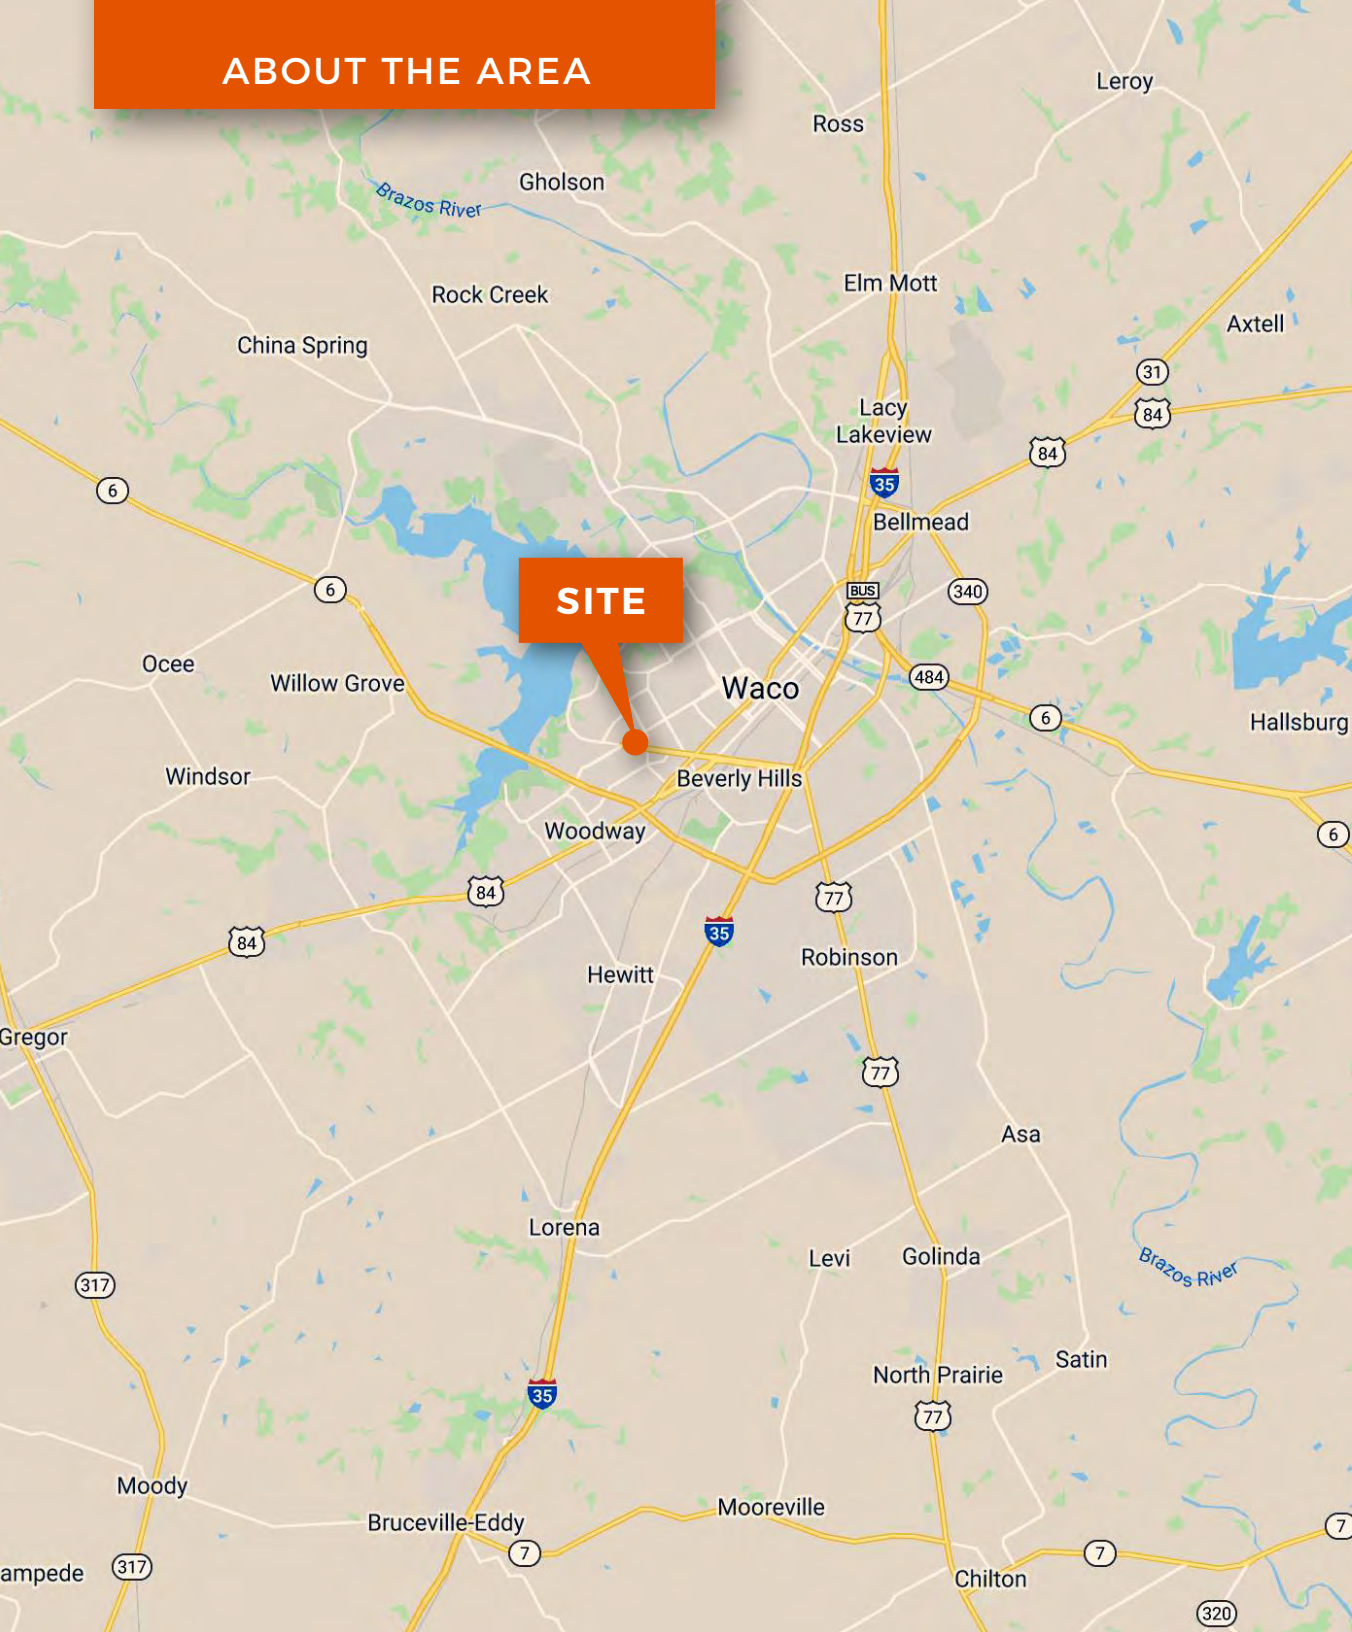 ABOUT THE AREA
Leroy
Ross
Gholson
Brazos River
Elm Mott
Rock Creek
Axtell
China Spring
31
84
Lacy
Lakeview
84
35
6
Bellmead
6
BUS
77
340
SITE
Ocee
Willow Grove
484
Waco
6
Hallsburg
Windsor
Beverly Hills
Woodway
6
84
77
35
84
Robinson
Hewitt
Gregor
77
Asa
Lorena
Levi
Golinda
Brazos River
317
Satin
North Prairie
35
77
Moody
Mooreville
Bruceville-Eddy
7
7
7
ampede
317
Chilton
320